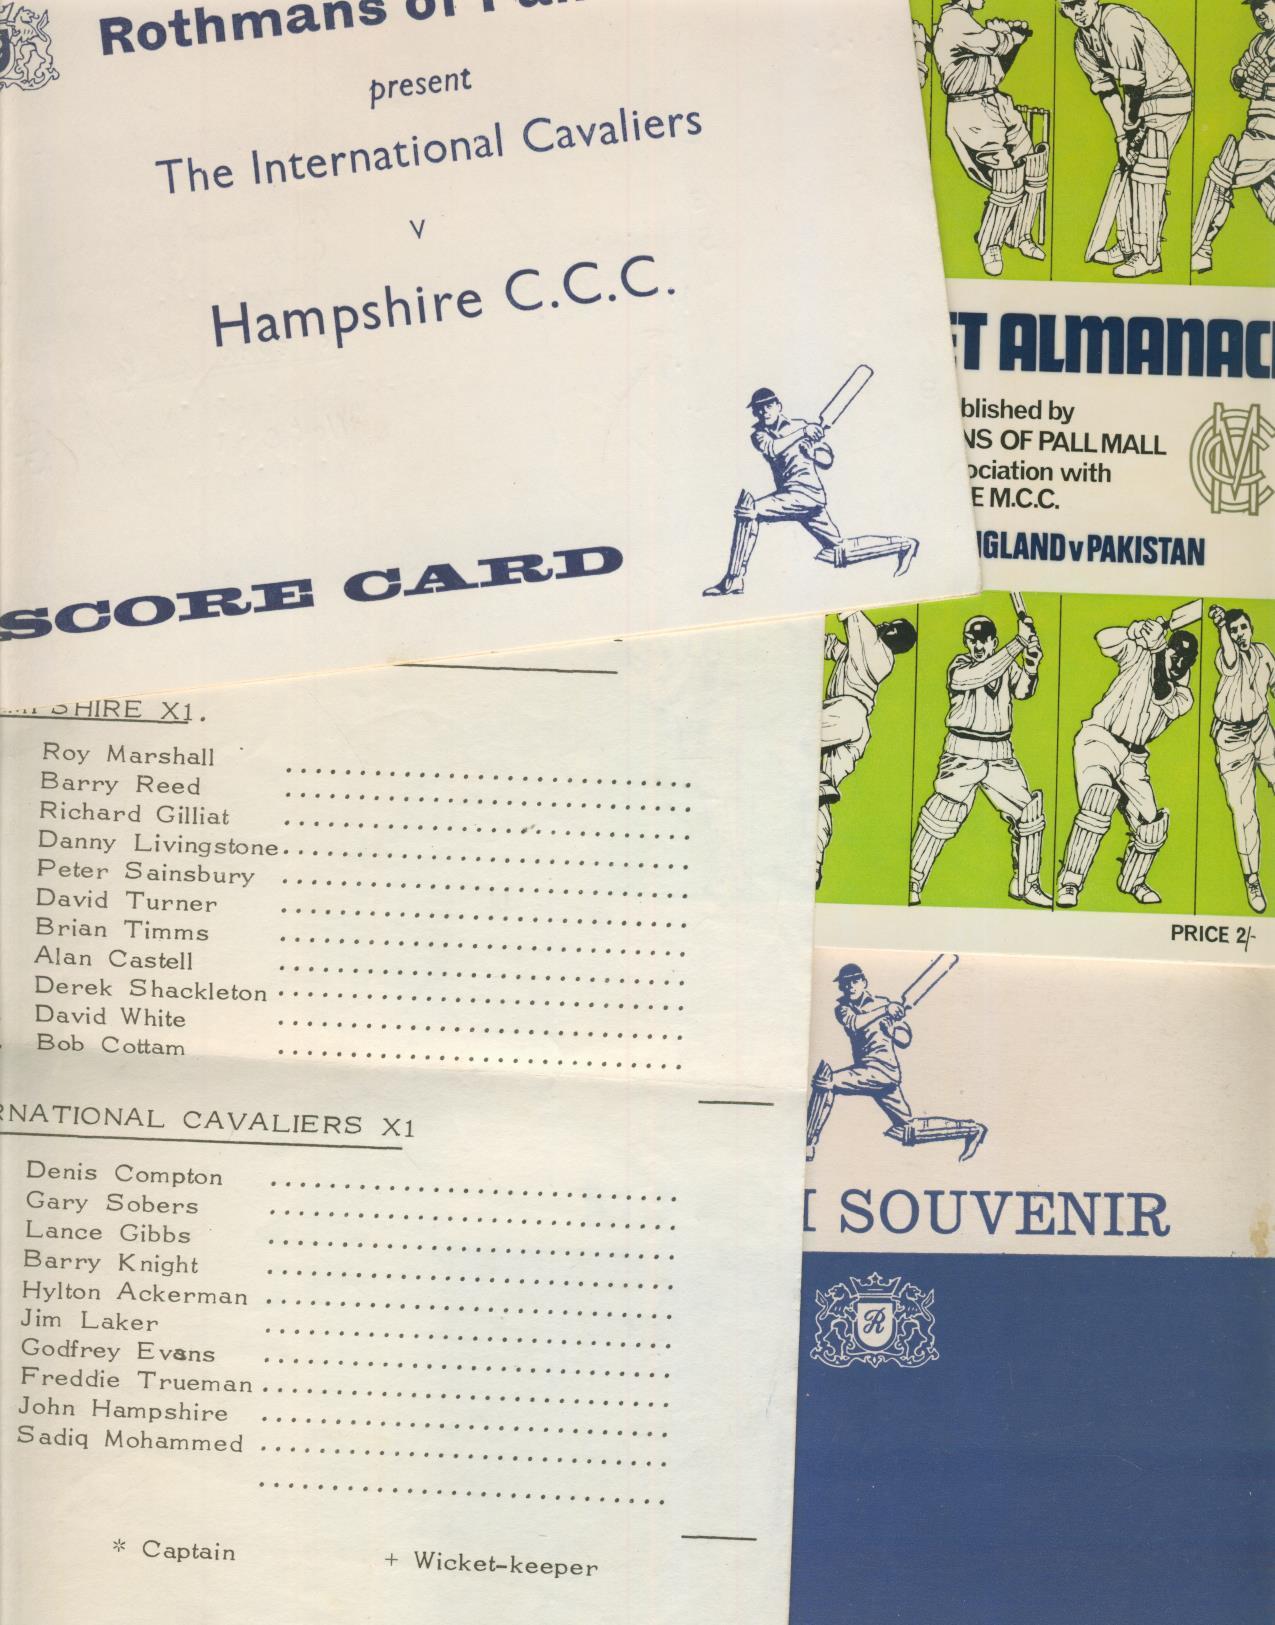 Rothmans of
present
The International Cavaliers
v
Hampshire C.C.C.
SCORE CARD
SHIRE X1.
Roy Marshall
Barry Reed
Richard Gilliat
Danny Livingstone
Peter Sainsbury
David Turner
Brian Timms
Alan Castell
Derek Shackleton
David White
Bob Cottam
RNATIONAL CAVALIERS X1
Denis Compton
Gary Sobers
Lance Gibbs
Barry Knight
Hylton Ackerman
Jim Laker
Godfrey Evans
Freddie Trueman
John Hampshire
Sadiq Mohammed
* Captain + Wicket-keeper
ET ALMANAC
blished by
NS OF PALL MALL
ociation with
E M.C.C.
MCC
NGLAND v PAKISTAN
PRICE 2/-
SOUVENIR
R